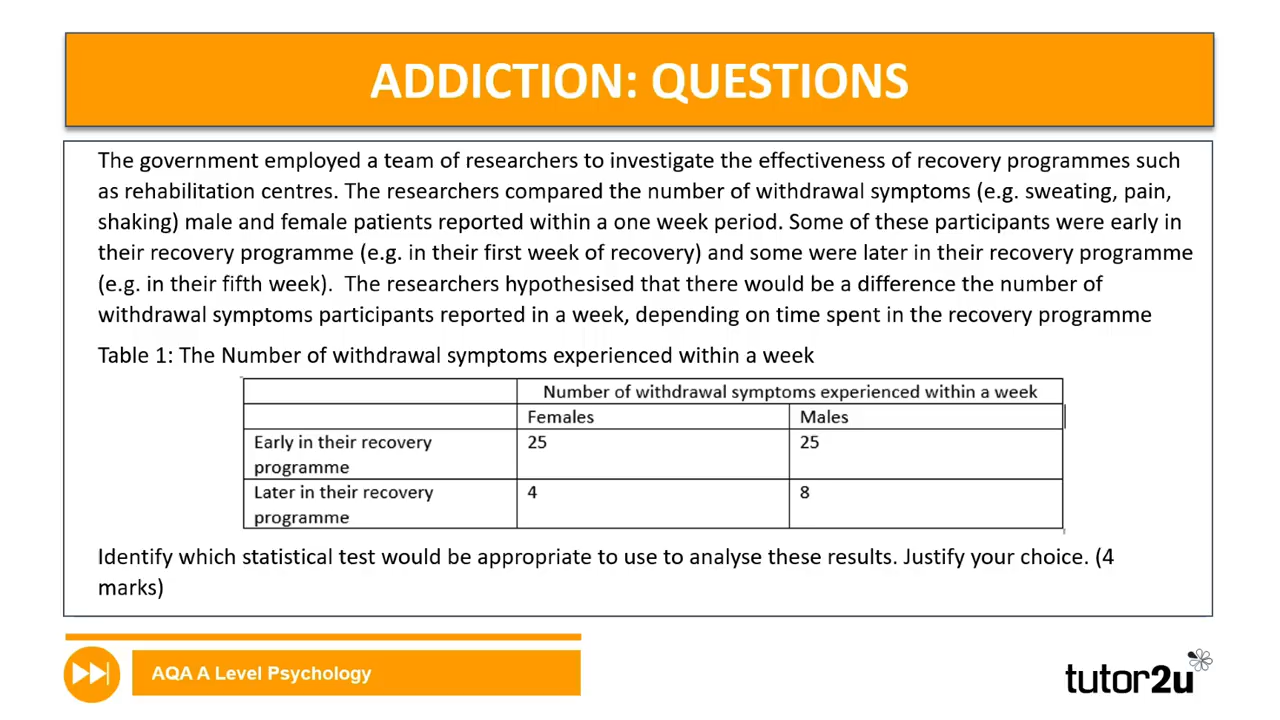 ADDICTION: QUESTIONS
The government employed a team of researchers to investigate the effectiveness of recovery programmes such
as rehabilitation centres. The researchers compared the number of withdrawal symptoms (e.g. sweating, pain,
shaking) male and female patients reported within a one week period. Some of these participants were early in
their recovery programme (e.g. in their first week of recovery) and some were later in their recovery programme
(e.g. in their fifth week). The researchers hypothesised that there would be a difference the number of
withdrawal symptoms participants reported in a week, depending on time spent in the recovery programme
Table 1: The Number of withdrawal symptoms experienced within a week
Number of withdrawal symptoms experienced within a week
Females Males
Early in their recovery
programme
25 25
Later in their recovery
programme
4 8
Identify which statistical test would be appropriate to use to analyse these results. Justify your choice. (4
marks)
AQA A Level Psychology
tutor2u